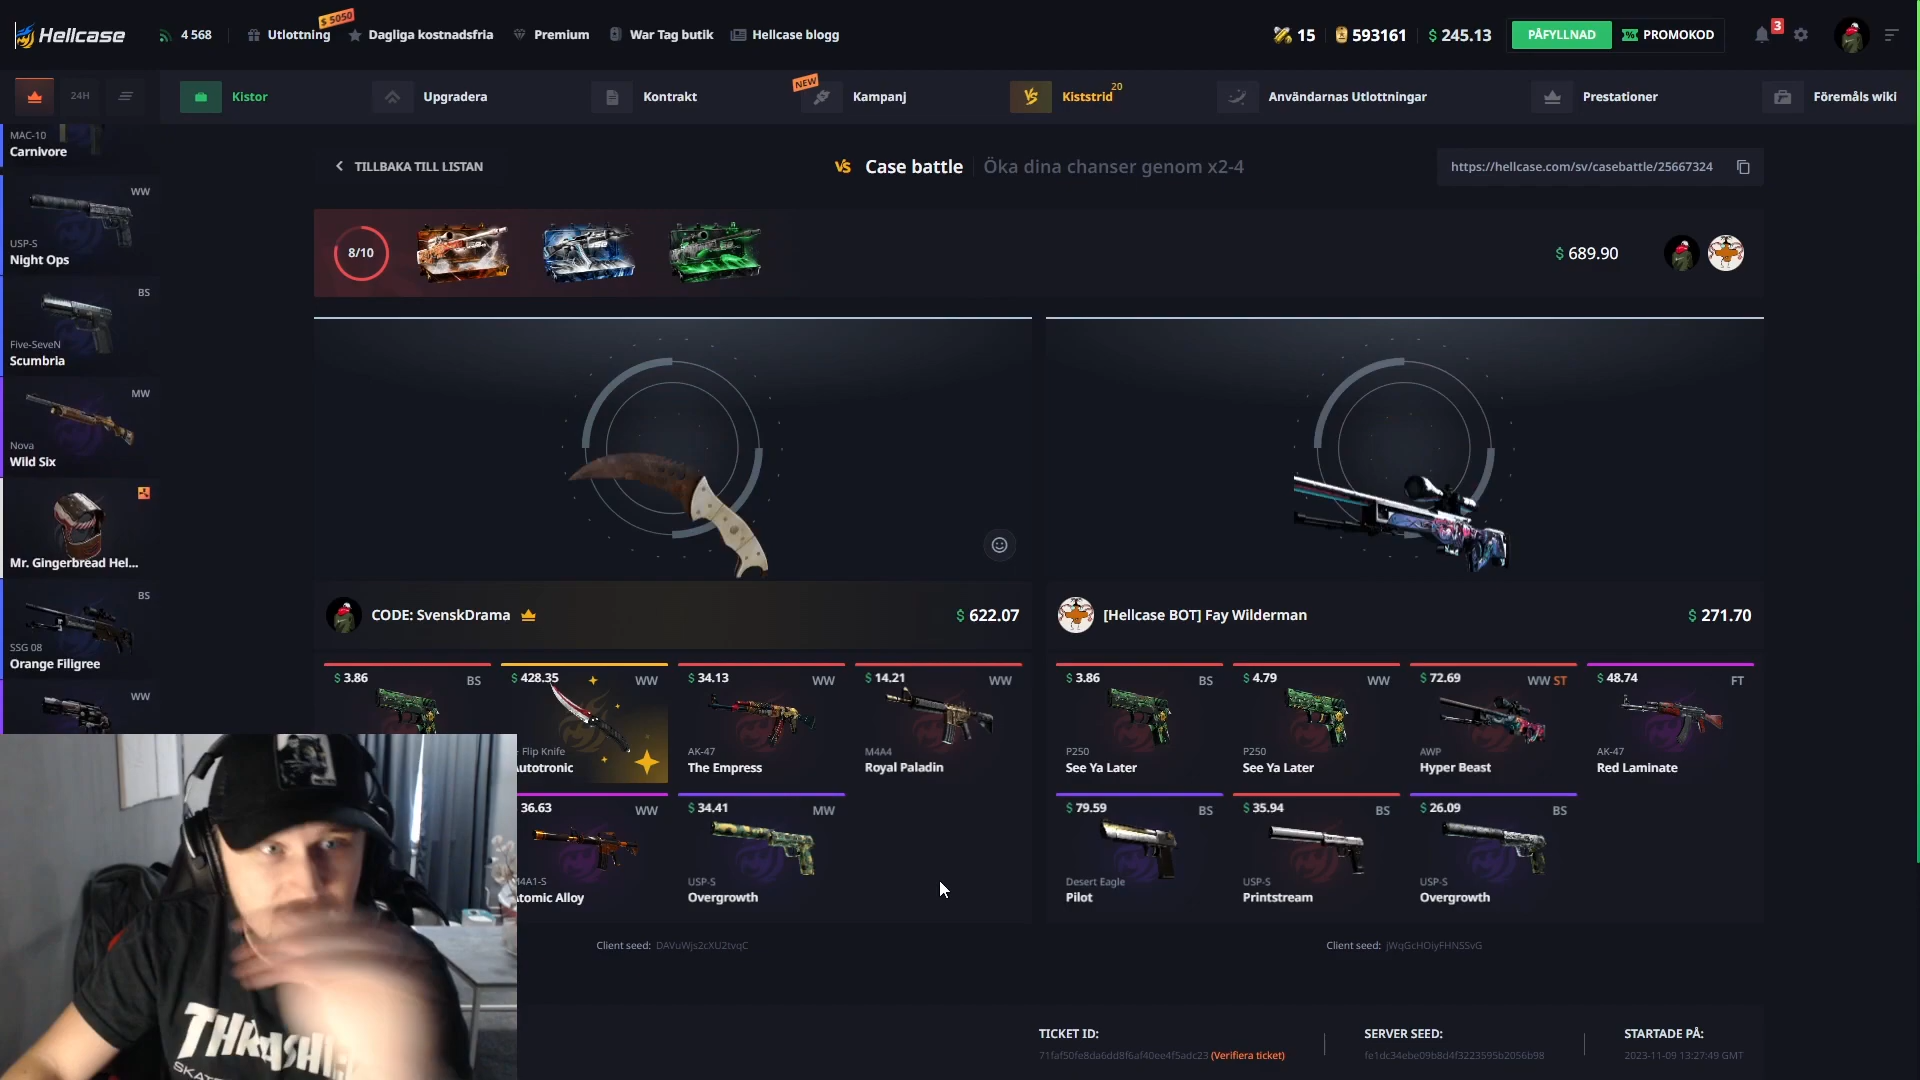 Hellcase
4 568
Utlottning
$ 5050
Dagliga kostnadsfria
Premium
War Tag butik
Hellcase blogg
15
593161
$ 245.13
PÅFYLLNAD
PROMOKOD
3
24H
Kistor
Upgradera
Kontrakt
NEW
Kampanj
Kiststrid
20
Användarnas Utlottningar
Prestationer
Föremåls wiki
MAC-10
Carnivore
WW
USP-S
Night Ops
BS
Five-SeveN
Scumbria
MW
Nova
Wild Six
Mr. Gingerbread Hel...
BS
SSG 08
Orange Filigree
WW
TILLBAKA TILL LISTAN
VS Case battle
Öka dina chanser genom x2-4
https://hellcase.com/sv/casebattle/25667324
8/10
$ 689.90
CODE: SvenskDrama
$ 622.07
[Hellcase BOT] Fay Wilderman
$ 271.70
$ 3.86 BS
$ 428.35 WW
Flip Knife
utotronic
$ 34.13 WW
AK-47
The Empress
$ 14.21 WW
M4A4
Royal Paladin
36.63 WW
M4A1-S
Atomic Alloy
$ 34.41 MW
USP-S
Overgrowth
$ 3.86 BS
P250
See Ya Later
$ 4.79 WW
P250
See Ya Later
$ 72.69 WW ST
AWP
Hyper Beast
$ 48.74 FT
AK-47
Red Laminate
$ 79.59 BS
Desert Eagle
Pilot
$ 35.94 BS
USP-S
Printstream
$ 26.09 BS
USP-S
Overgrowth
Client seed: DAVuWjs2cXU2tvqC
Client seed: jWqGcHOiyFHNSSvG
TICKET ID:
71faf50fe8da6dd8f6af40ee4f5adc23 (Verifiera ticket)
SERVER SEED:
fe1dc34ebe09b8d4f3223595b2056b98
STARTADE PÅ:
2023-11-09 13:27:49 GMT
THRASH
SKATE